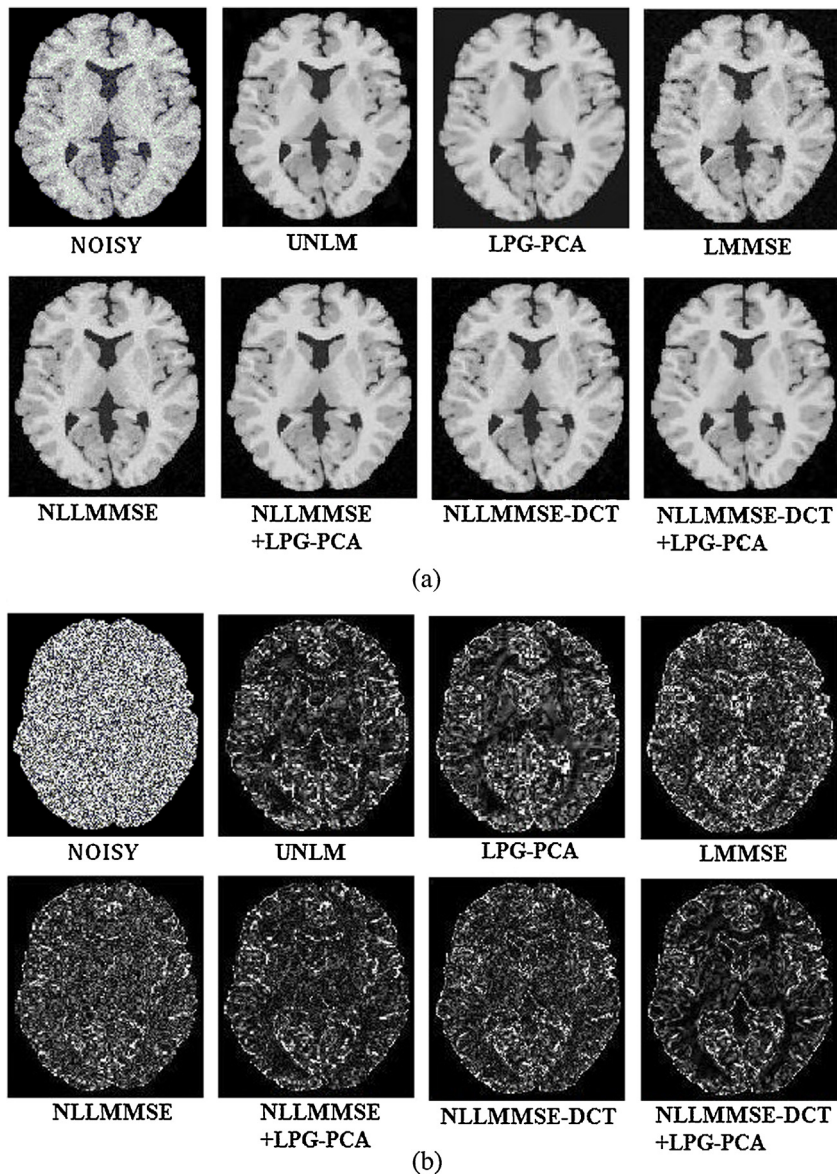 NOISY
UNLM
LPG-PCA
LMMSE
NLLMMSE
NLLMMSE
+LPG-PCA
NLLMMSE-DCT
NLLMMSE-DCT
+LPG-PCA
(a)
NOISY
UNLM
LPG-PCA
LMMSE
NLLMMSE
NLLMMSE
+LPG-PCA
NLLMMSE-DCT
NLLMMSE-DCT
+LPG-PCA
(b)